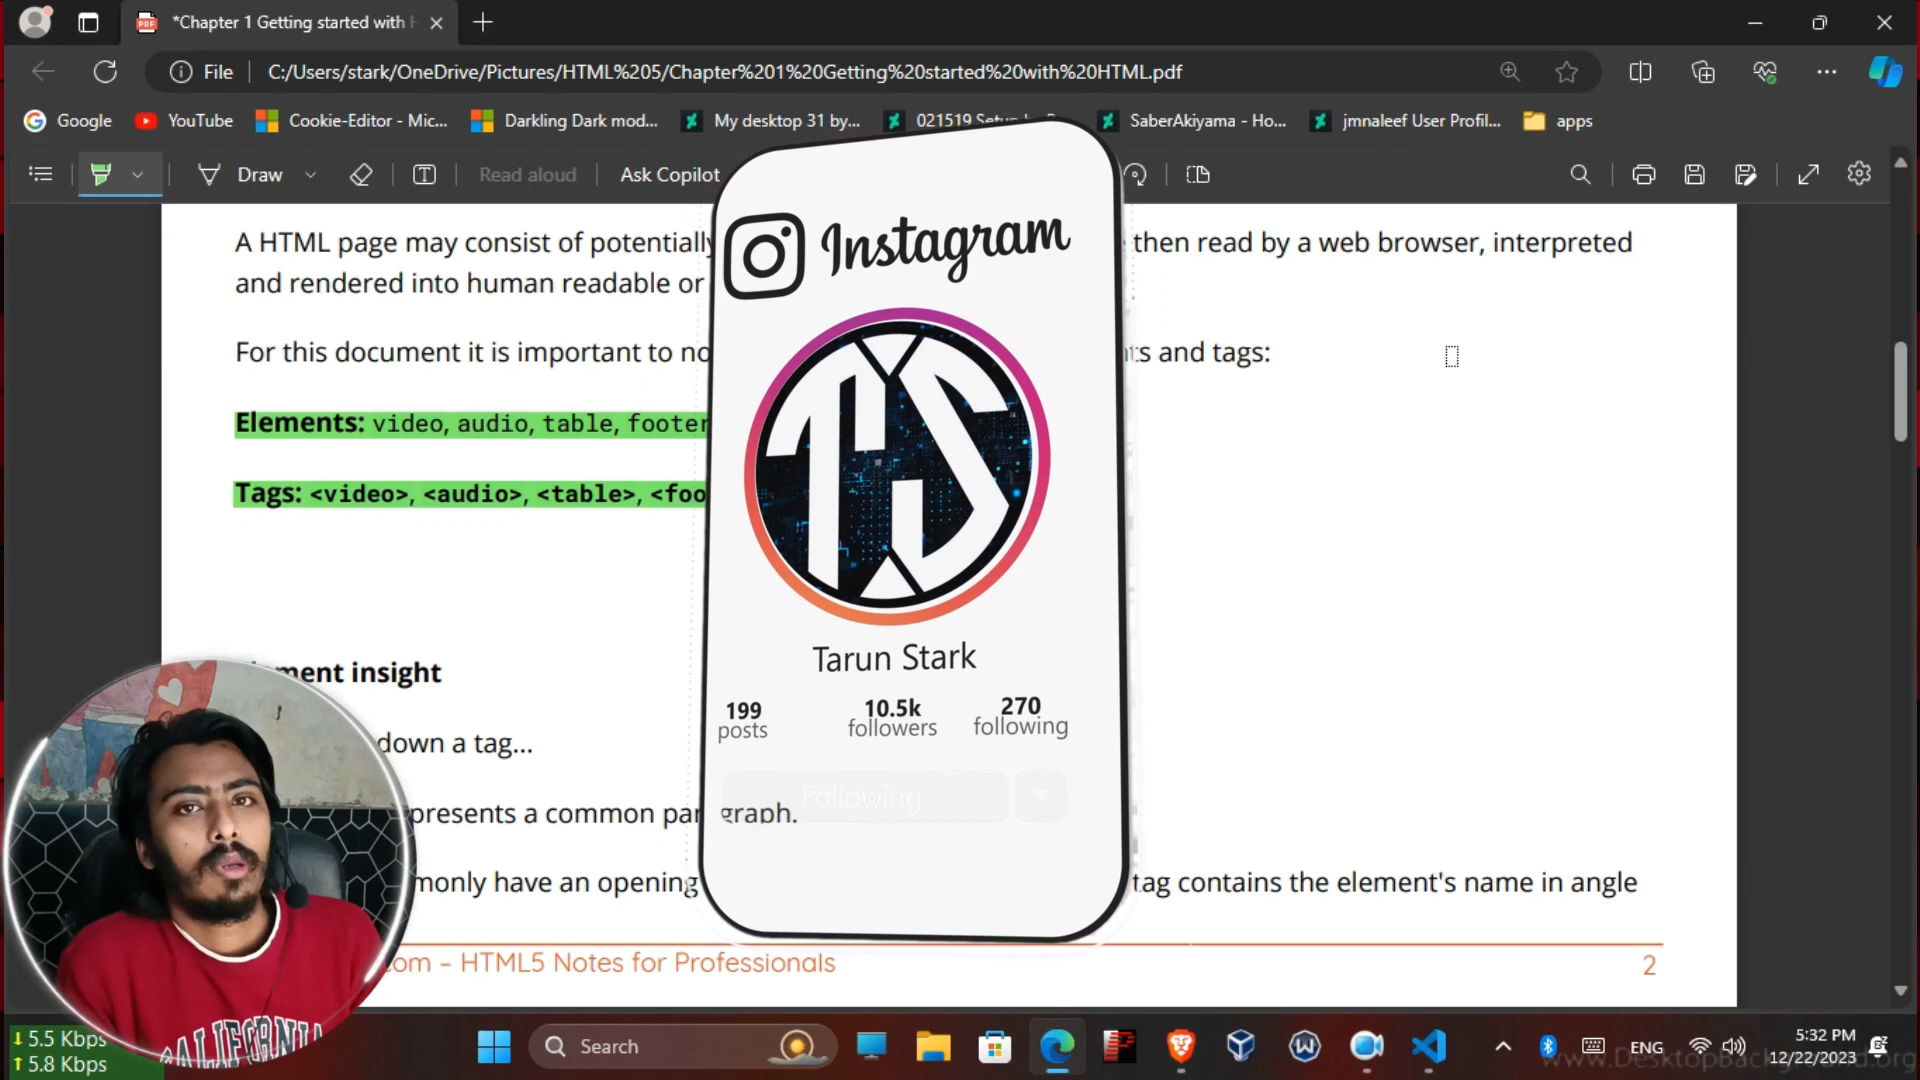 *Chapter 1 Getting started with
File
C:/Users/stark/OneDrive/Pictures/HTML%205/Chapter%201%20Getting%20started%20with%20HTML.pdf
Google
YouTube
Cookie-Editor - Mic...
Darkling Dark mod...
My desktop 31 by...
021519
SaberAkiyama - Ho...
jmnaleef User Profil...
apps
Draw
Read aloud
Ask Copilot
A HTML page may consist of potentially
then read by a web browser, interpreted
and rendered into human readable or
For this document it is important to
and tags:
Elements: video, audio, table, footer
Tags: <video>, <audio>, <table>, <foo
Instagram
TS
Tarun Stark
199 posts
10.5k followers
270 following
Following
insight
down a tag...
a common paragraph.
have an opening
tag contains the element's name in angle
com – HTML5 Notes for Professionals
2
CALIFORNIA
↓ 5.5 Kbps
↑ 5.8 Kbps
Search
ENG
5:32 PM
12/22/2023